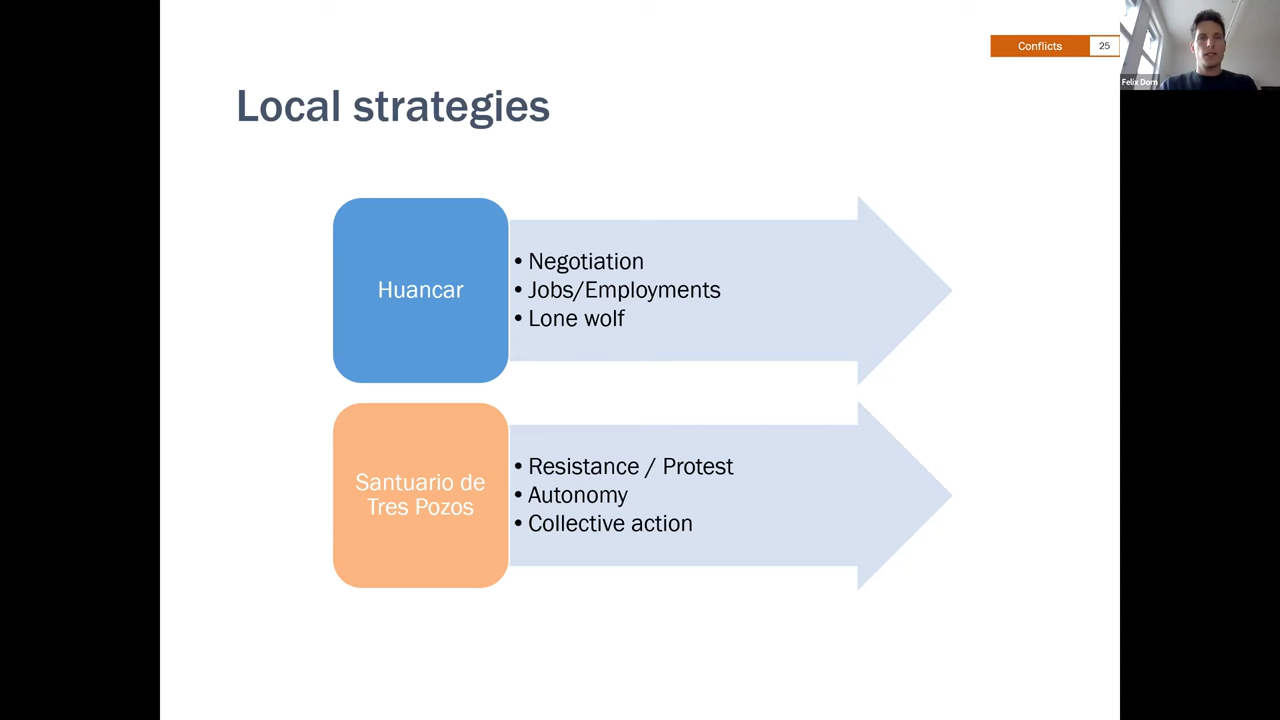 Conflicts 25
Felix Dorn
Local strategies
Huancar
• Negotiation
• Jobs/Employments
• Lone wolf
Santuario de
Tres Pozos
• Resistance / Protest
• Autonomy
• Collective action